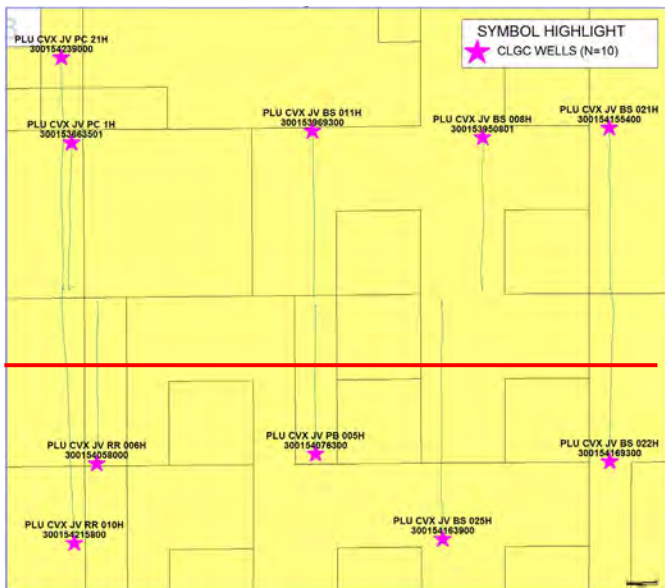 SYMBOL HIGHLIGHT
CLGC WELLS (N=10)
PLU CVX JV PC 21H
300154239000
PLU CVX JV PC 1H
300153663501
PLU CVX JV BS 011H
300153969300
PLU CVX JV BS 008H
300153950801
PLU CVX JV BS 021H
300154155400
PLU CVX JV RR 006H
300154058000
PLU CVX JV PB 005H
300154076300
PLU CVX JV BS 022H
300154169300
PLU CVX JV RR 010H
300154215800
PLU CVX JV BS 025H
300154163900